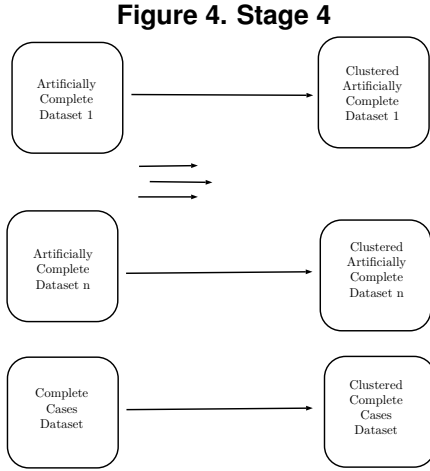 Figure 4. Stage 4
Artificially
Complete
Dataset 1
Clustered
Artificially
Complete
Dataset 1
Artificially
Complete
Dataset n
Clustered
Artificially
Complete
Dataset n
Complete
Cases
Dataset
Clustered
Complete
Cases
Dataset